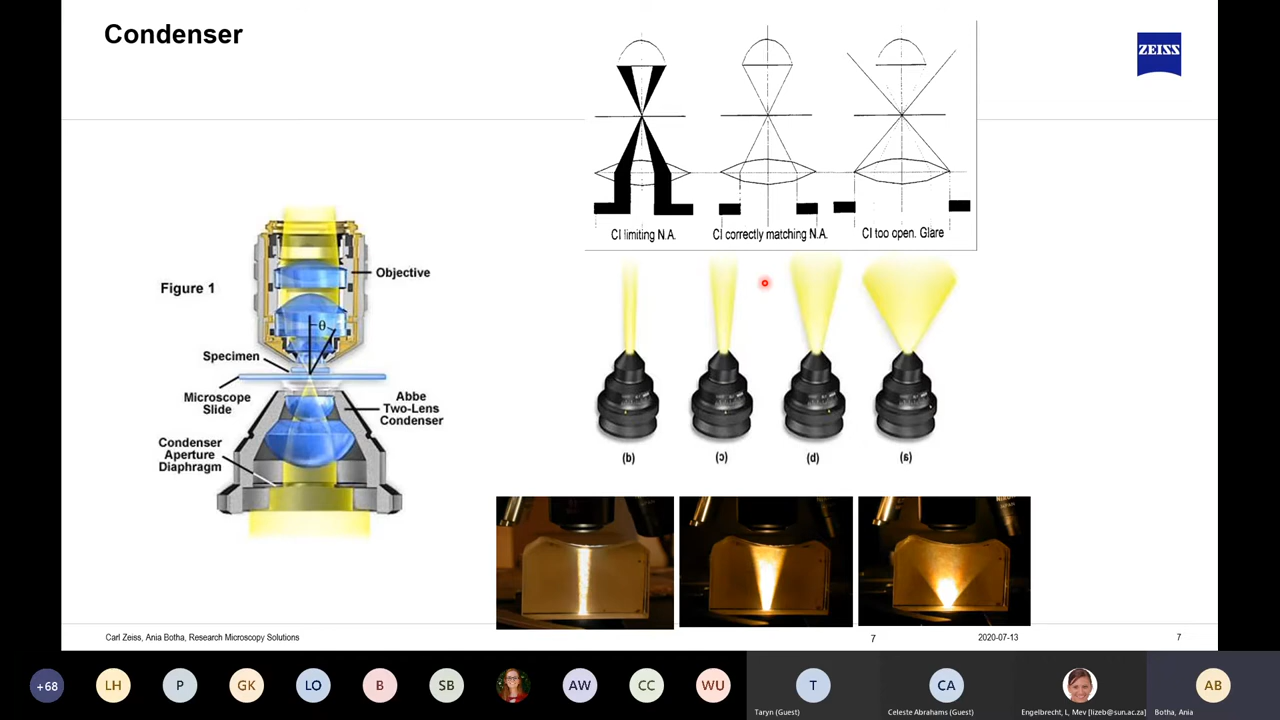 Condenser
ZEISS
CI limiting N.A.
CI correctly matching N.A.
CI too open. Glare
Figure 1
Objective
θ
Specimen
Microscope
Slide
Abbe
Two-Lens
Condenser
Condenser
Aperture
Diaphragm
(d)
(c)
(b)
(a)
Carl Zeiss, Ania Botha, Research Microscopy Solutions
7
2020-07-13
7
+68
LH
P
GK
LO
B
SB
AW
CC
WU
T
Taryn (Guest)
CA
Celeste Abrahams (Guest)
Engelbrecht, L, Mev [lizeb@sun.ac.za]
AB
Botha, Ania